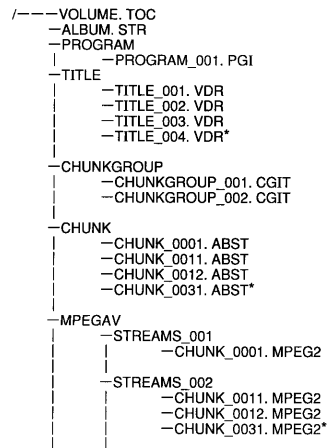 /———VOLUME. TOC
—ALBUM. STR
—PROGRAM
| —PROGRAM_001. PGI
—TITLE
—TITLE_001. VDR
—TITLE_002. VDR
—TITLE_003. VDR
—TITLE_004. VDR*
—CHUNKGROUP
—CHUNKGROUP_001. CGIT
—CHUNKGROUP_002. CGIT
—CHUNK
—CHUNK_0001. ABST
—CHUNK_0011. ABST
—CHUNK_0012. ABST
—CHUNK_0031. ABST*
—MPEGAV
—STREAMS_001
—CHUNK_0001. MPEG2
—STREAMS_002
—CHUNK_0011. MPEG2
—CHUNK_0012. MPEG2
—CHUNK_0031. MPEG2*